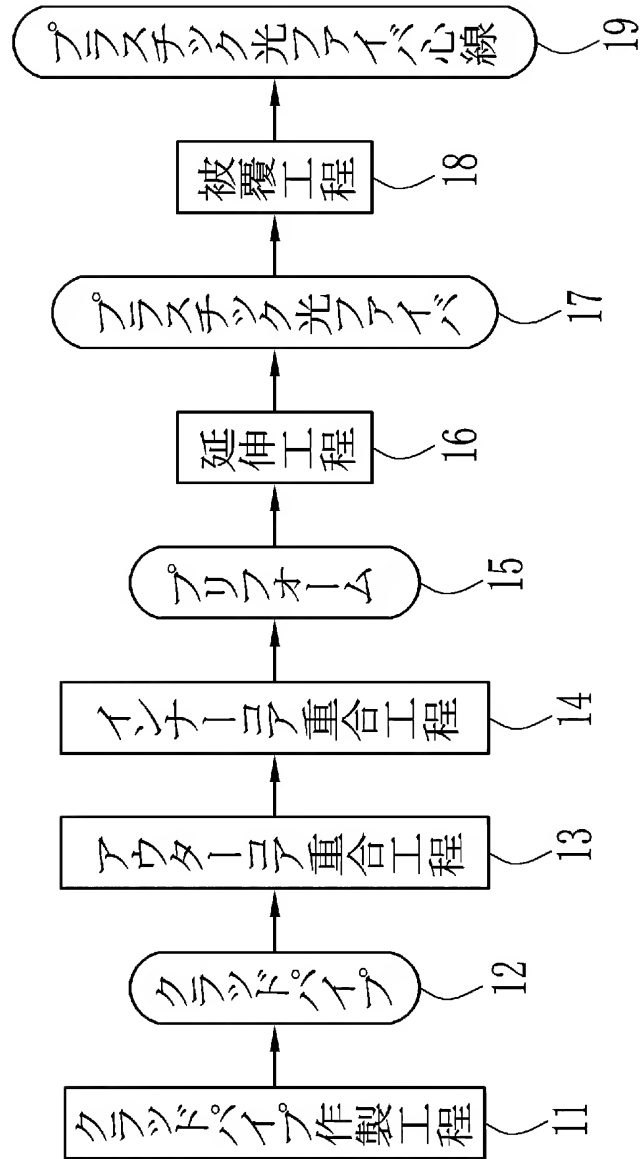 クラッドパイプ作製工程
11
クラッドパイプ
12
アウターコア重合工程
13
インナーコア重合工程
14
プリフォーム
15
延伸工程
16
プラスチック光ファイバ
17
被覆工程
18
プラスチック光ファイバ心線
19